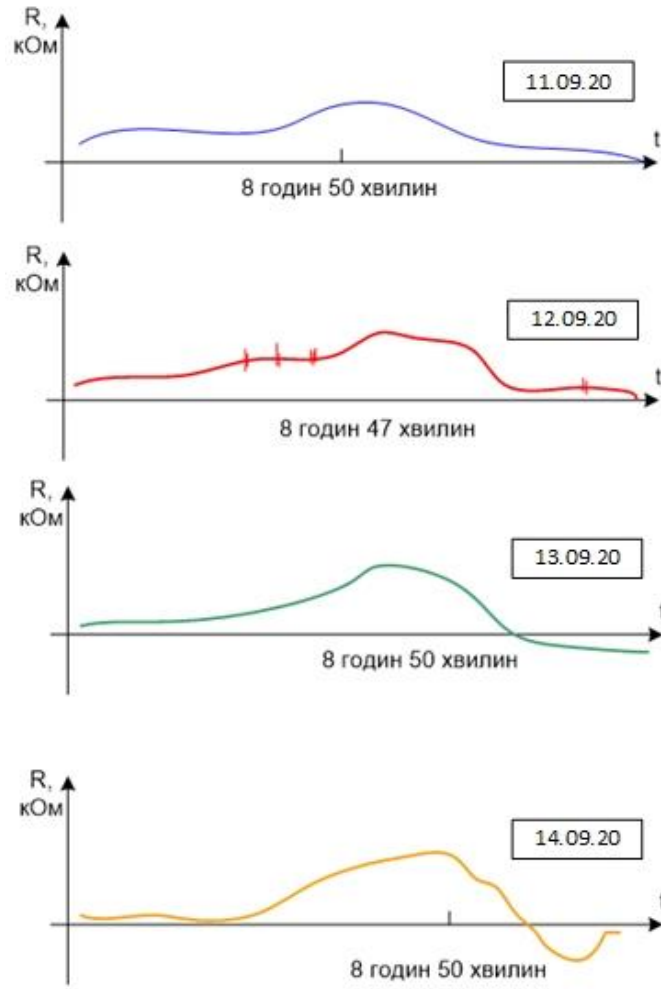 R,
кОм
11.09.20
t
8 годин 50 хвилин
R,
кОм
12.09.20
t
8 годин 47 хвилин
R,
кОм
13.09.20
t
8 годин 50 хвилин
R,
кОм
14.09.20
t
8 годин 50 хвилин